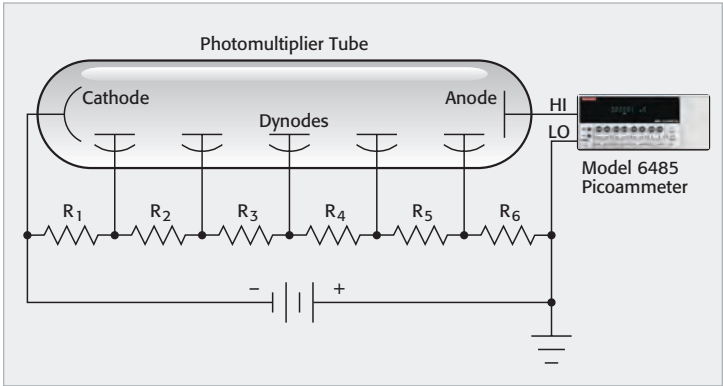 Photomultiplier Tube
Cathode
Anode
Dynodes
HI
LO
Model 6485
Picoammeter
R1
R2
R3
R4
R5
R6
−
+